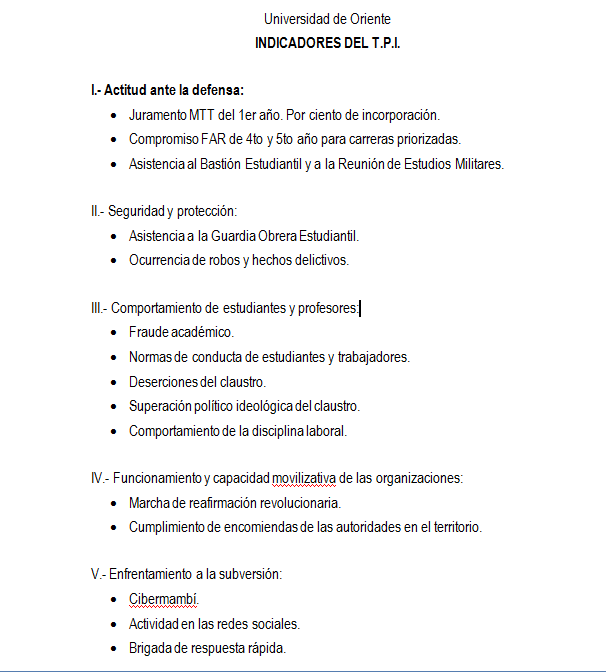 Universidad de Oriente
INDICADORES DEL T.P.I.
I.- Actitud ante la defensa:
• Juramento MTT del 1er año. Por ciento de incorporación.
• Compromiso FAR de 4to y 5to año para carreras priorizadas.
• Asistencia al Bastión Estudiantil y a la Reunión de Estudios Militares.
II.- Seguridad y protección:
• Asistencia a la Guardia Obrera Estudiantil.
• Ocurrencia de robos y hechos delictivos.
III.- Comportamiento de estudiantes y profesores:
• Fraude académico.
• Normas de conducta de estudiantes y trabajadores.
• Deserciones del claustro.
• Superación político ideológica del claustro.
• Comportamiento de la disciplina laboral.
IV.- Funcionamiento y capacidad movilizativa de las organizaciones:
• Marcha de reafirmación revolucionaria.
• Cumplimiento de encomiendas de las autoridades en el territorio.
V.- Enfrentamiento a la subversión:
• Cibermambí.
• Actividad en las redes sociales.
• Brigada de respuesta rápida.